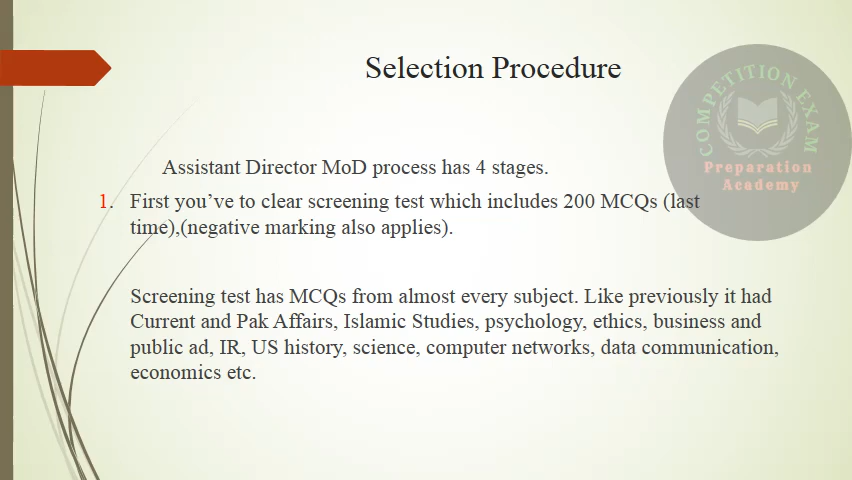 Selection Procedure
COMPETITION EXAM
Preparation
Academy
Assistant Director MoD process has 4 stages.
1. First you’ve to clear screening test which includes 200 MCQs (last
time),(negative marking also applies).
Screening test has MCQs from almost every subject. Like previously it had
Current and Pak Affairs, Islamic Studies, psychology, ethics, business and
public ad, IR, US history, science, computer networks, data communication,
economics etc.